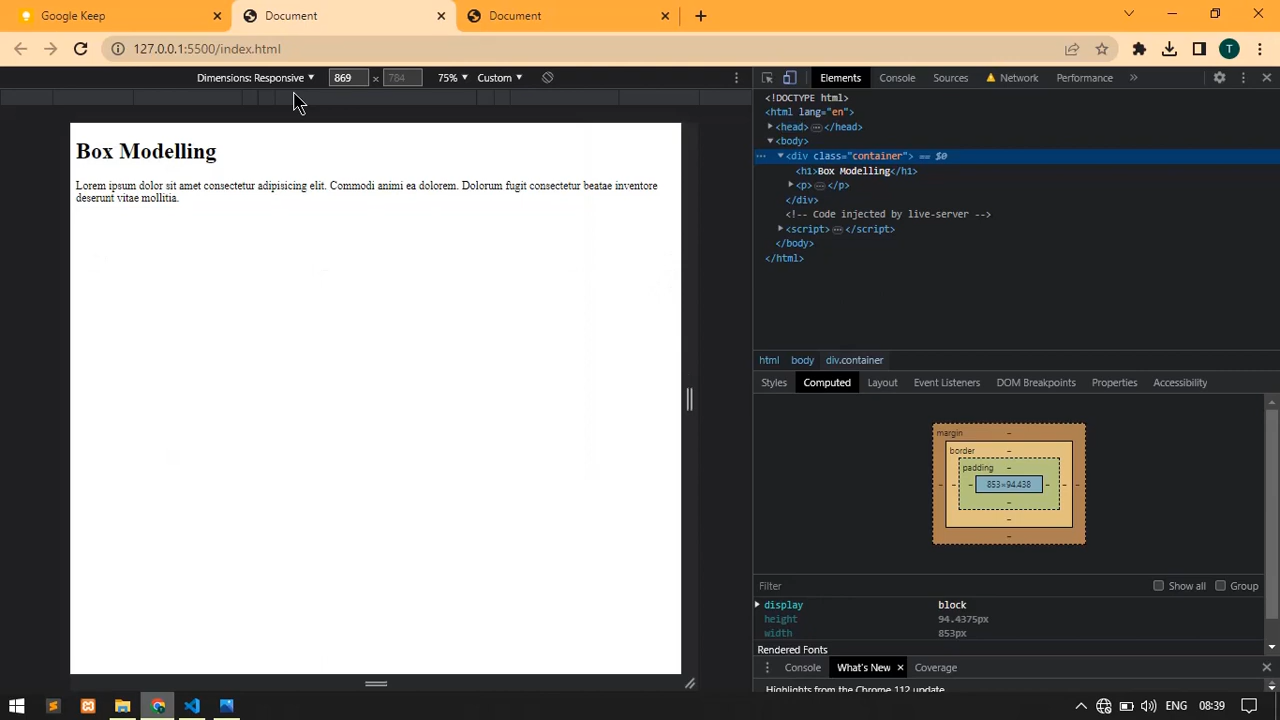 Google Keep
Document
Document
127.0.0.1:5500/index.html
T
Dimensions: Responsive
869 × 784
75%
Custom
Elements
Console
Sources
Network
Performance
Box Modelling
Lorem ipsum dolor sit amet consectetur adipisicing elit. Commodi animi ea dolorem. Dolorum fugit consectetur beatae inventore
deserunt vitae mollitia.
<!DOCTYPE html>
<html lang="en">
<head> … </head>
<body>
… <div class="container"> == $0
<h1>Box Modelling</h1>
<p> … </p>
</div>
<!-- Code injected by live-server -->
<script> … </script>
</body>
</html>
html body div.container
Styles
Computed
Layout
Event Listeners
DOM Breakpoints
Properties
Accessibility
margin –
border –
padding –
– – – 853×94.438 – – –
–
–
–
Filter
Show all
Group
display block
height 94.4375px
width 853px
Rendered Fonts
Console
What's New
Coverage
Highlights from the Chrome 112 update
ENG
08:39